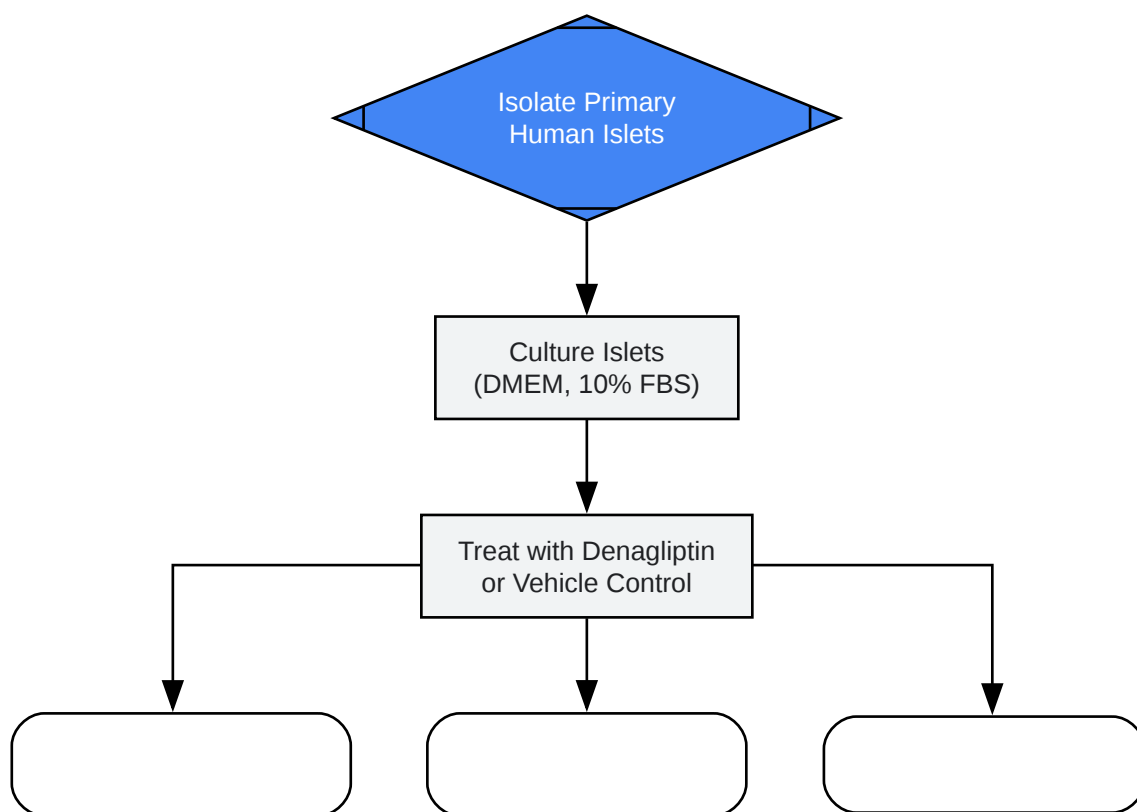 Isolate Primary
Human Islets
Culture Islets
(DMEM, 10% FBS)
Treat with Denagliptin
or Vehicle Control